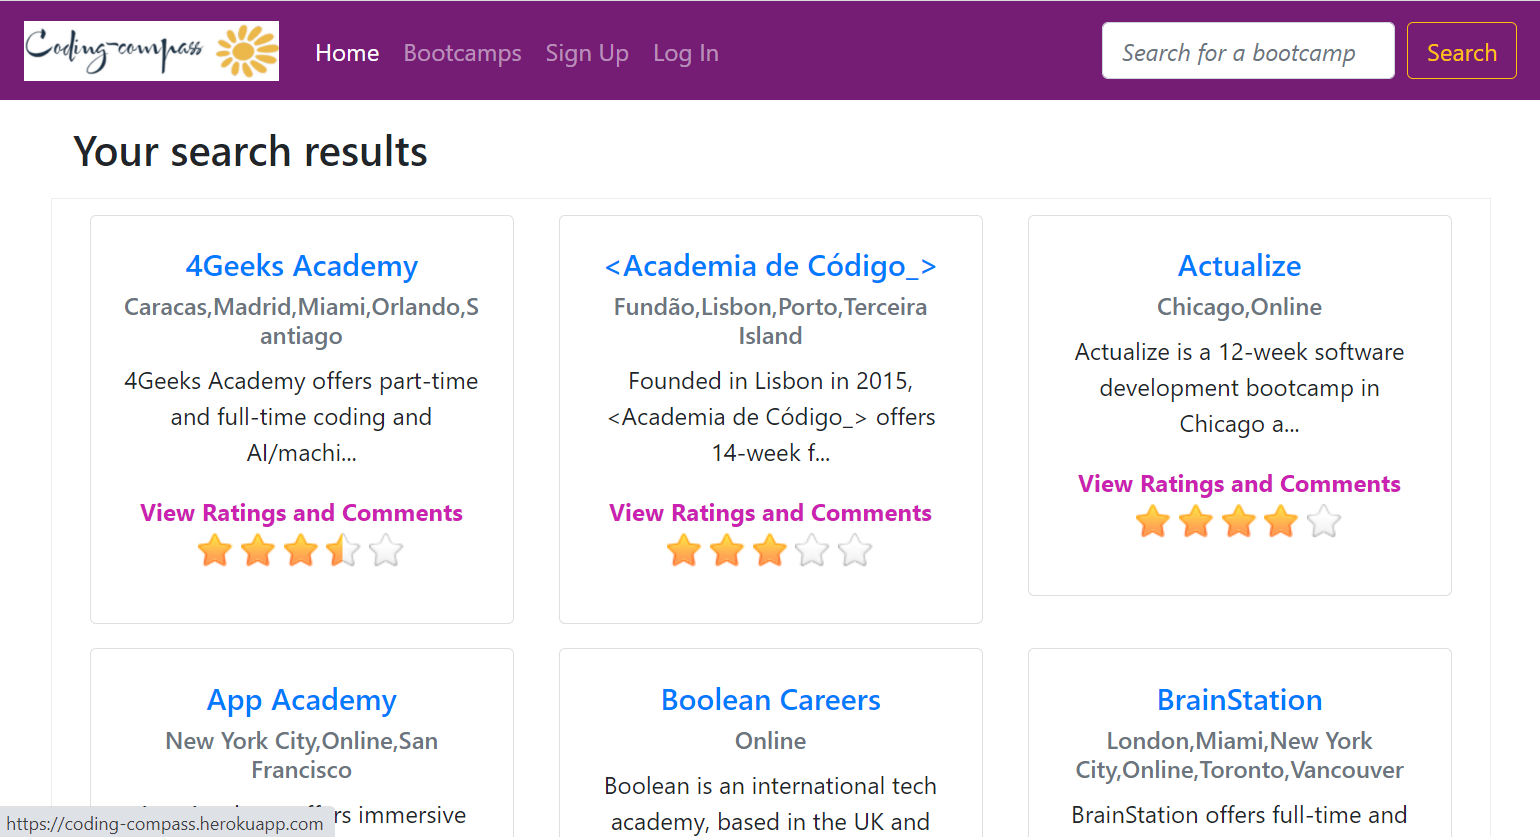 Coding-compass
Home Bootcamps Sign Up Log In
Search for a bootcamp
Search
Your search results
4Geeks Academy
Caracas,Madrid,Miami,Orlando,S
antiago
4Geeks Academy offers part-time
and full-time coding and
AI/machi...
View Ratings and Comments
<Academia de Código_>
Fundão,Lisbon,Porto,Terceira
Island
Founded in Lisbon in 2015,
<Academia de Código_> offers
14-week f...
View Ratings and Comments
Actualize
Chicago,Online
Actualize is a 12-week software
development bootcamp in
Chicago a...
View Ratings and Comments
App Academy
New York City,Online,San
Francisco
immersive
Boolean Careers
Online
Boolean is an international tech
academy, based in the UK and
BrainStation
London,Miami,New York
City,Online,Toronto,Vancouver
BrainStation offers full-time and
https://coding-compass.herokuapp.com